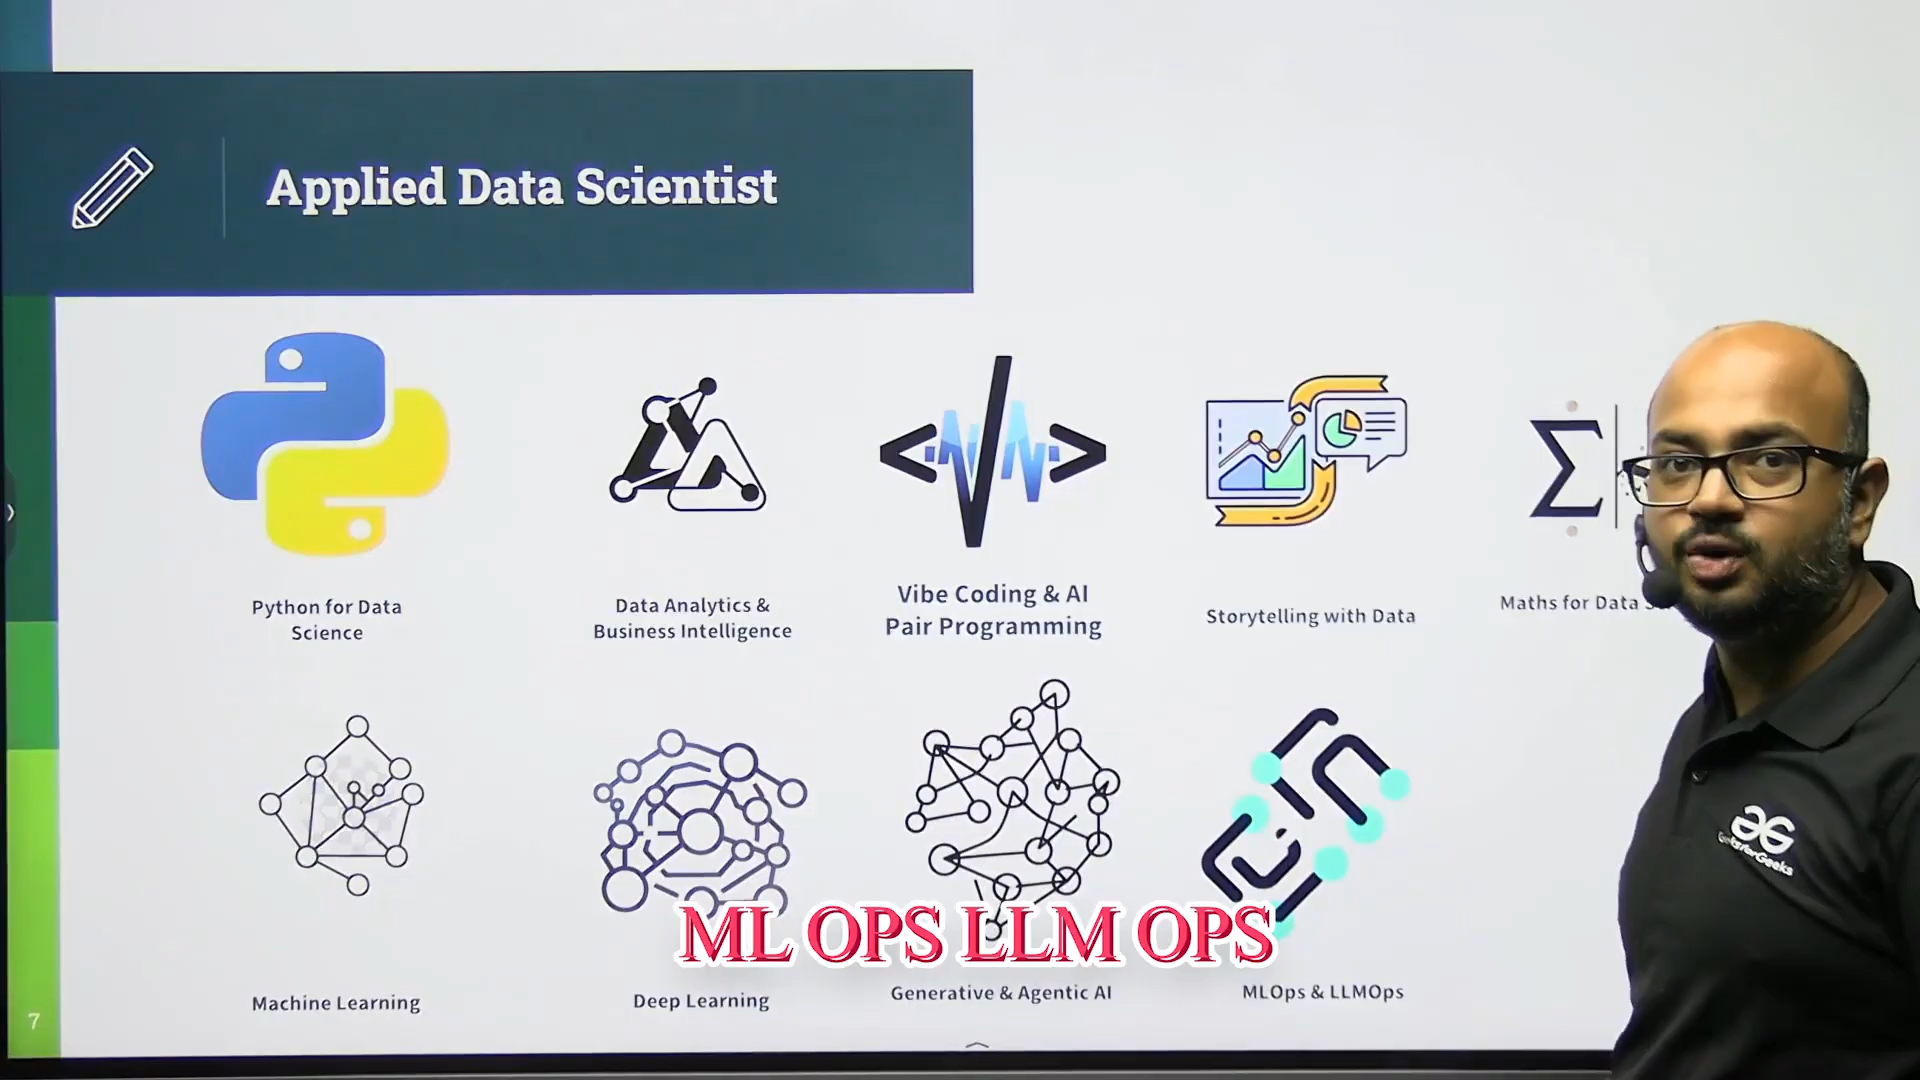 Applied Data Scientist
Python for Data
Science
Data Analytics &
Business Intelligence
Vibe Coding & AI
Pair Programming
Storytelling with Data
Maths for Data
Machine Learning
Deep Learning
Generative & Agentic AI
MLOps & LLMOps
ML OPS LLM OPS
7
GeeksforGeeks